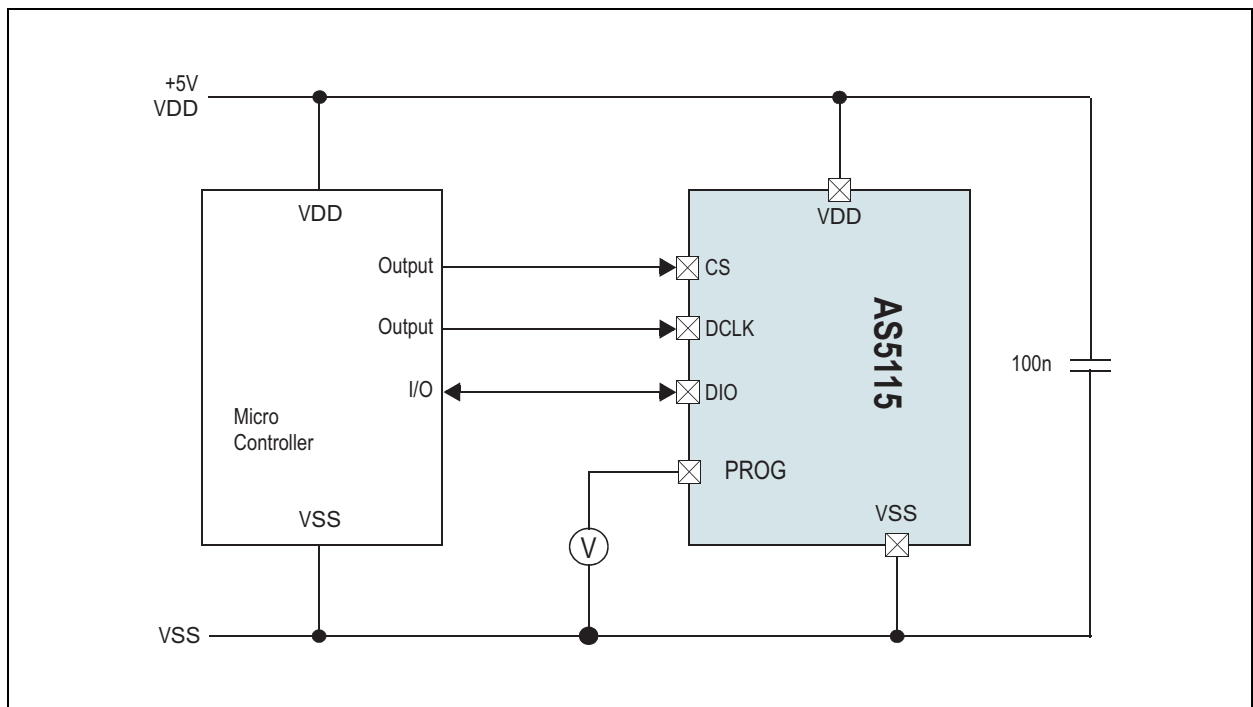 +5V
VDD
VDD
VDD
Output
CS
Output
DCLK
AS5115
100n
I/O
DIO
Micro
Controller
PROG
VSS
VSS
V
VSS